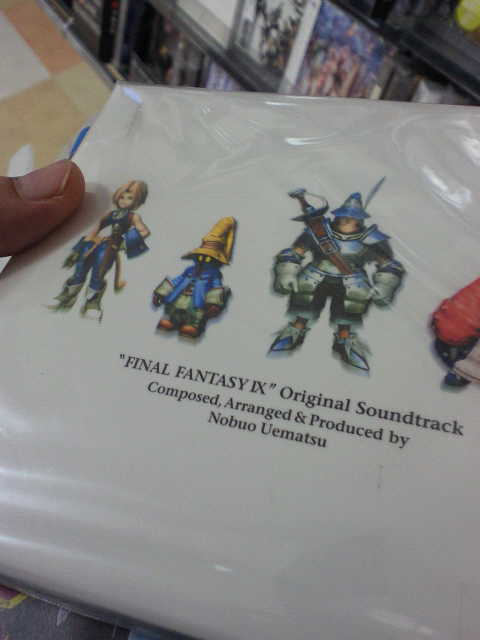 "FINAL FANTASY IX" Original Soundtrack
Composed, Arranged & Produced by
Nobuo Uematsu